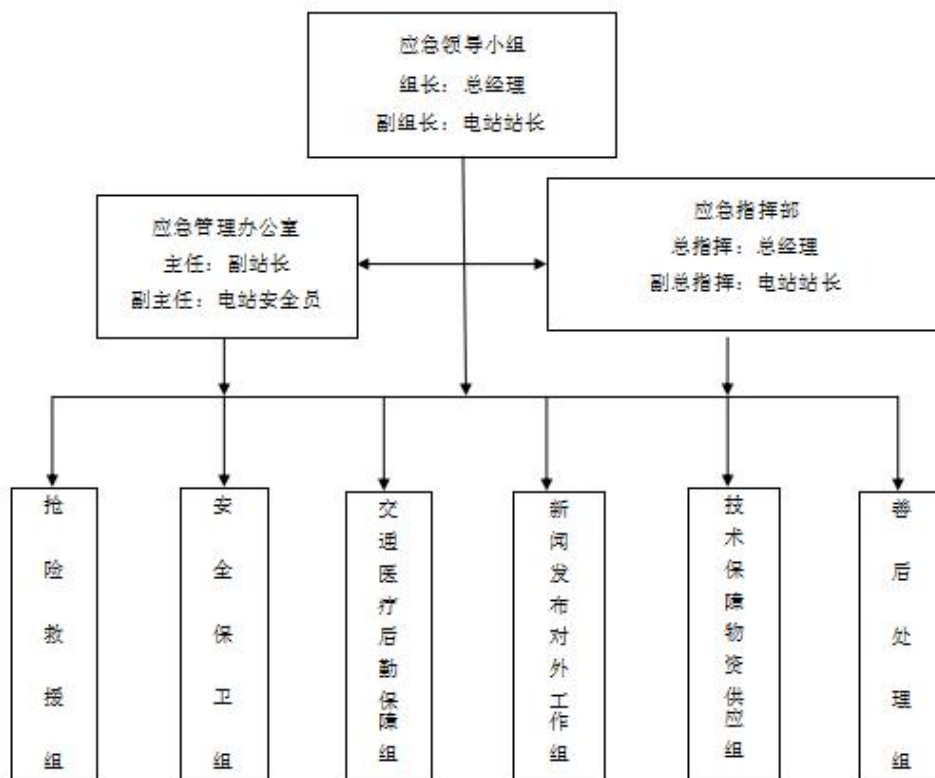 应急领导小组
组长：总经理
副组长：电站站长
应急管理办公室
主任：副站长
副主任：电站安全员
应急指挥部
总指挥：总经理
副总指挥：电站站长
抢险救援组
安全保卫组
交通医疗后勤保障组
新闻发布对外工作组
技术保障物资供应组
善后处理组